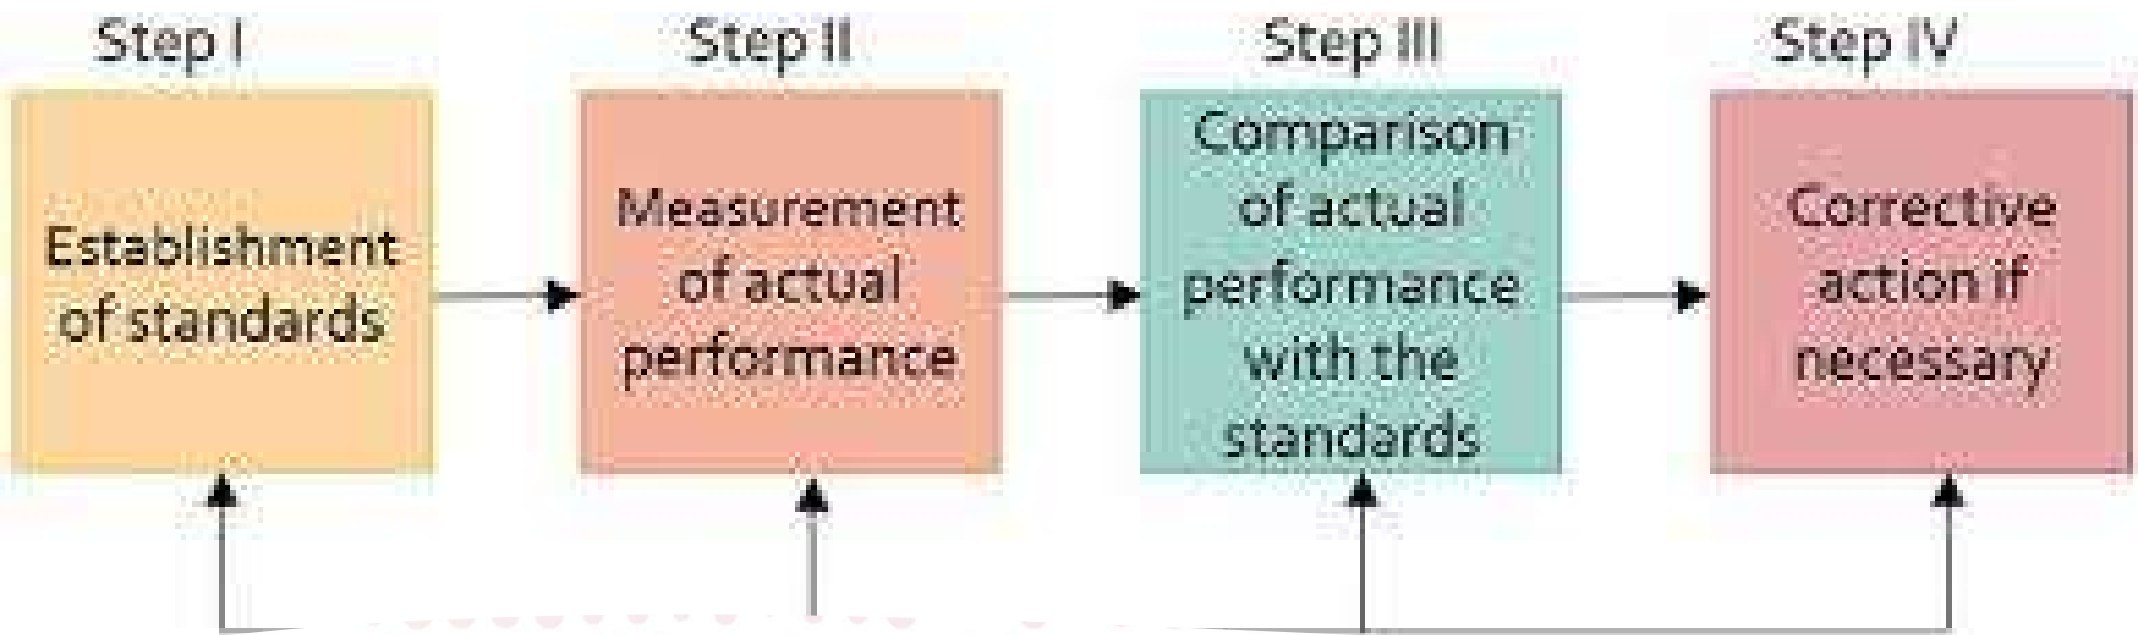 Step I
Establishment
of standards
Step II
Measurement
of actual
performance
Step III
Comparison
of actual
performance
with the
standards
Step IV
Corrective
action if
necessary